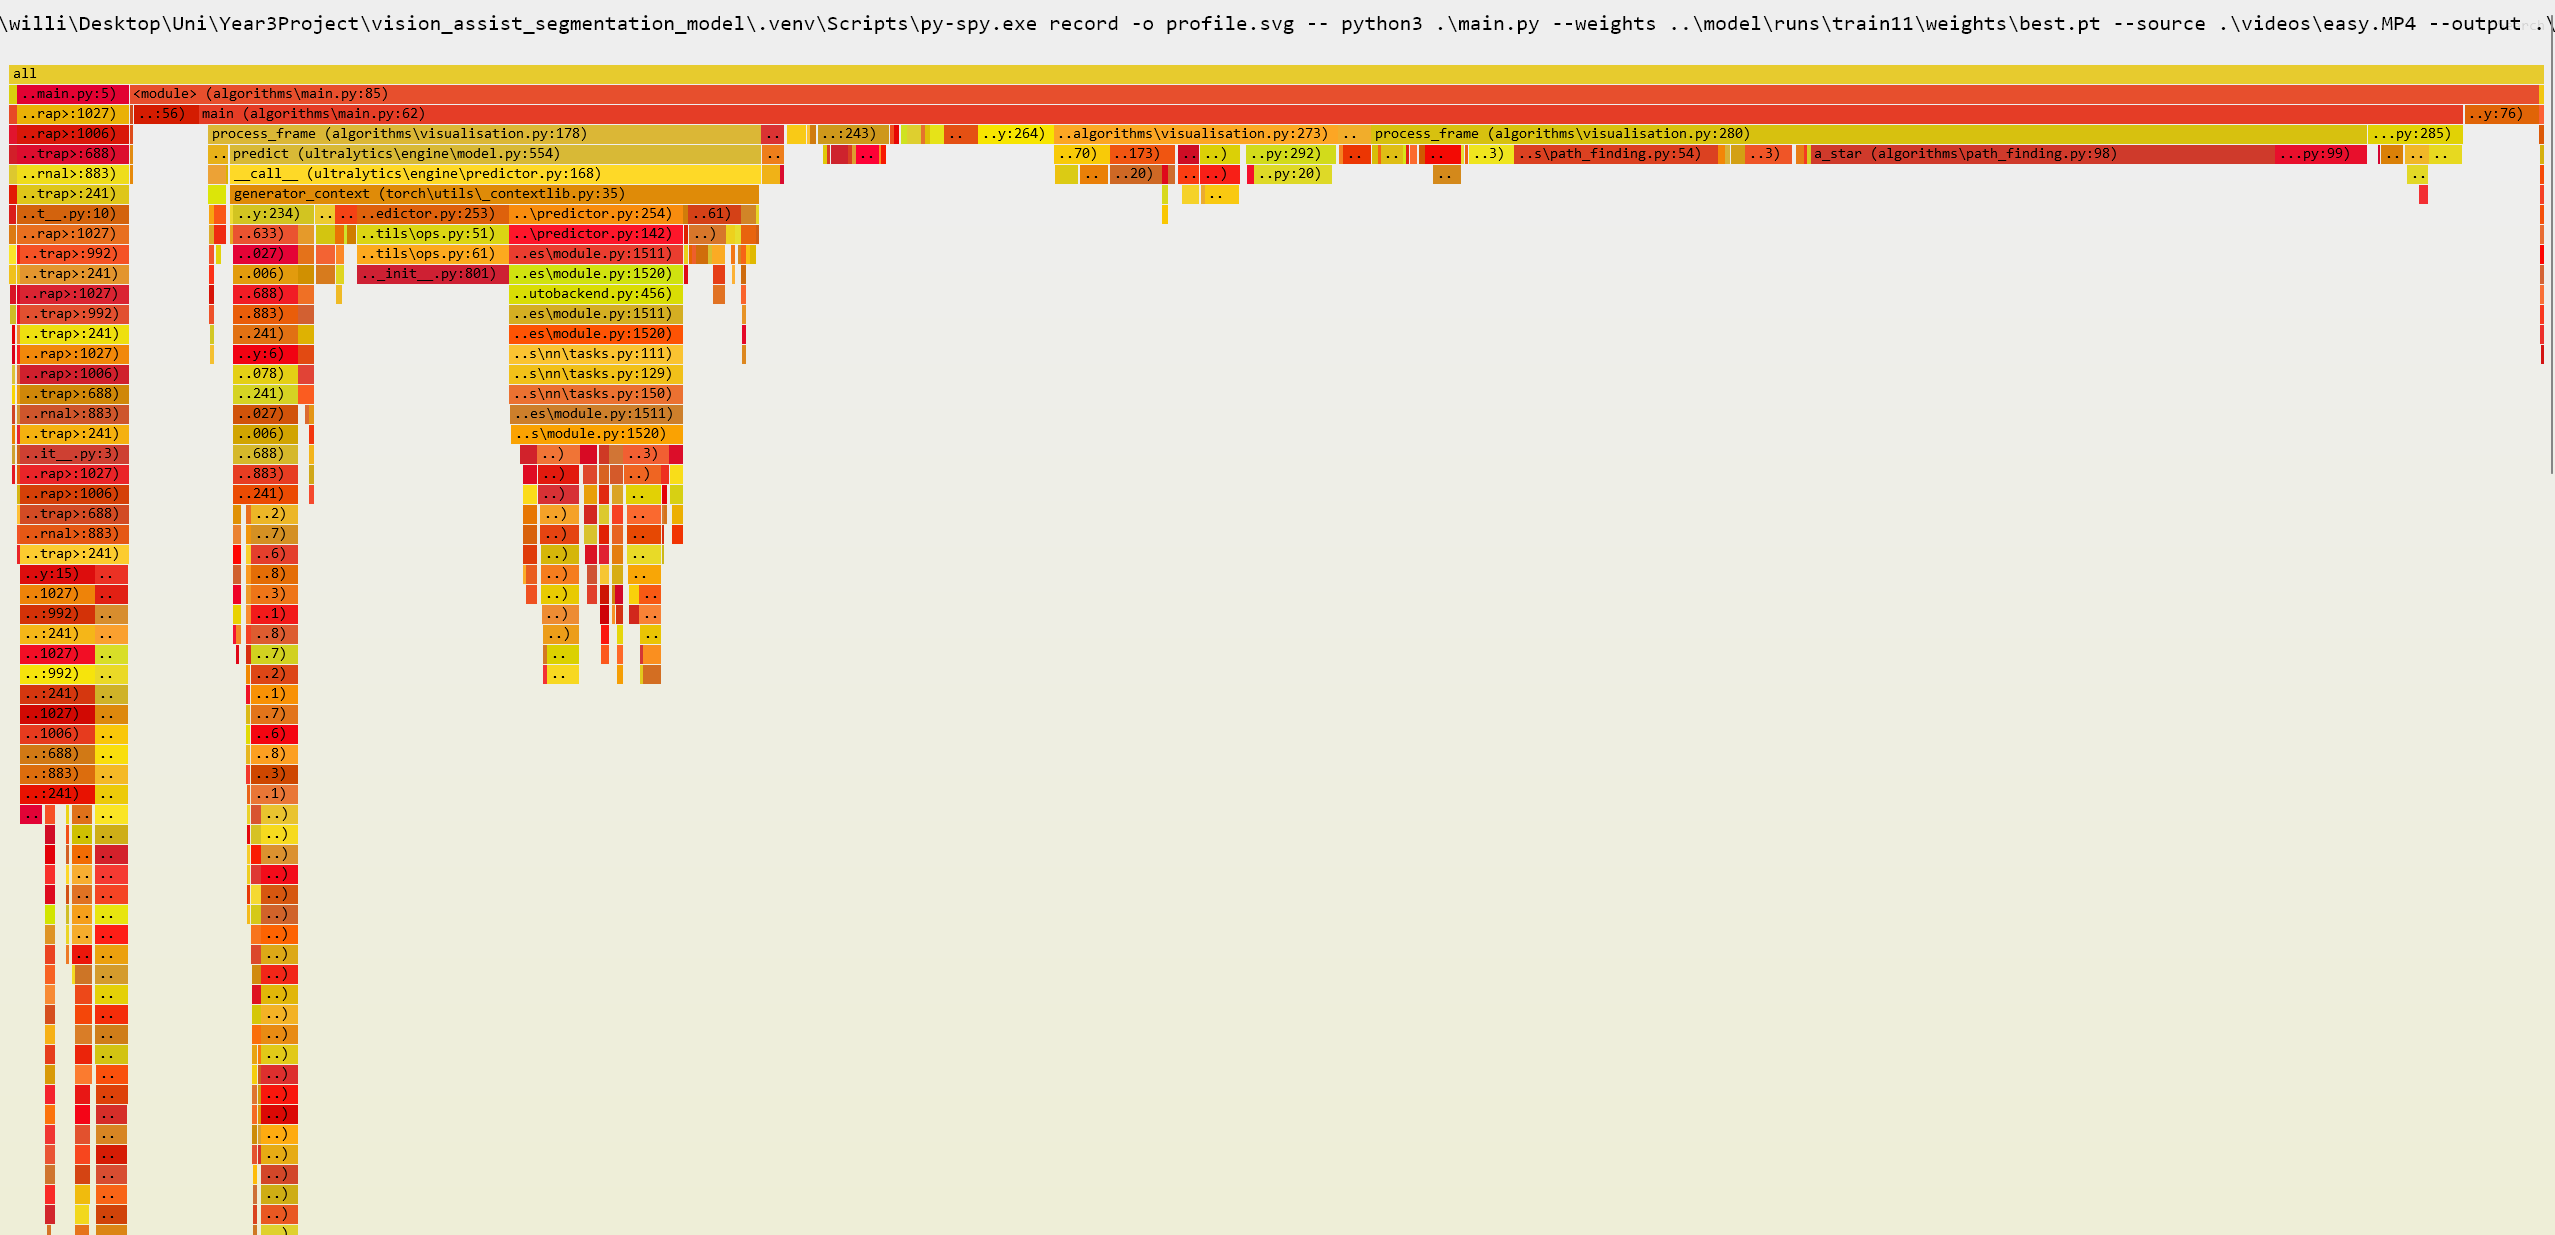 \willi\Desktop\Uni\Year3Project\vision_assist_segmentation_model\.venv\Scripts\py-spy.exe record -o profile.svg -- python3 .\main.py --weights ..\model\runs\train11\weights\best.pt --source .\videos\easy.MP4 --output .\
all
..main.py:5) <module> (algorithms\main.py:85)
..rap>:1027) ..:56) main (algorithms\main.py:62) ..y:76)
..rap>:1006) process_frame (algorithms\visualisation.py:178) .. ..:243) .. ..y:264) ..algorithms\visualisation.py:273) .. process_frame (algorithms\visualisation.py:280) ...py:285)
..trap>:688) .. predict (ultralytics\engine\model.py:554) .. .. ..70) ..173) .. ..) ..py:292) .. .. .. ..3) ..s\path_finding.py:54) ..3) a_star (algorithms\path_finding.py:98) ...py:99) .. .. ..
..rnal>:883) __call__ (ultralytics\engine\predictor.py:168) .. ..20) .. ..) ..py:20) .. ..
..trap>:241) generator_context (torch\utils\_contextlib.py:35) ..
..t__.py:10) ..y:234) .. .. ..edictor.py:253) ..\predictor.py:254) ..61)
..rap>:1027) ..633) ..tils\ops.py:51) ..\predictor.py:142) ..)
..trap>:992) ..027) ..tils\ops.py:61) ..es\module.py:1511)
..trap>:241) ..006) .._init__.py:801) ..es\module.py:1520)
..rap>:1027) ..688) ..utobackend.py:456)
..trap>:992) ..883) ..es\module.py:1511)
..trap>:241) ..241) ..es\module.py:1520)
..rap>:1027) ..y:6) ..s\nn\tasks.py:111)
..rap>:1006) ..078) ..s\nn\tasks.py:129)
..trap>:688) ..241) ..s\nn\tasks.py:150)
..rnal>:883) ..027) ..es\module.py:1511)
..trap>:241) ..006) ..s\module.py:1520)
..it__.py:3) ..688) ..) ..3)
..rap>:1027) ..883) ..) ..)
..rap>:1006) ..241) ..) ..
..trap>:688) ..2) ..) ..
..rnal>:883) ..7) ..) ..
..trap>:241) ..6) ..) ..
..y:15) .. ..8) ..) ..
..1027) .. ..3) ..) ..
..:992) .. ..1) ..) ..
..:241) .. ..8) ..) ..
..1027) .. ..7) ..
..:992) .. ..2) ..
..:241) .. ..1)
..1027) .. ..7)
..1006) .. ..6)
..:688) .. ..8)
..:883) .. ..3)
..:241) .. ..1)
.. .. .. ..)
.. .. ..)
.. .. ..)
.. .. ..)
.. .. ..)
.. .. ..)
.. .. ..)
.. .. ..)
.. ..)
.. ..)
.. ..)
.. ..)
.. ..)
.. ..)
.. ..)
.. ..)
.. ..)
.. ..)
.. ..)
.. ..)
.. ..)